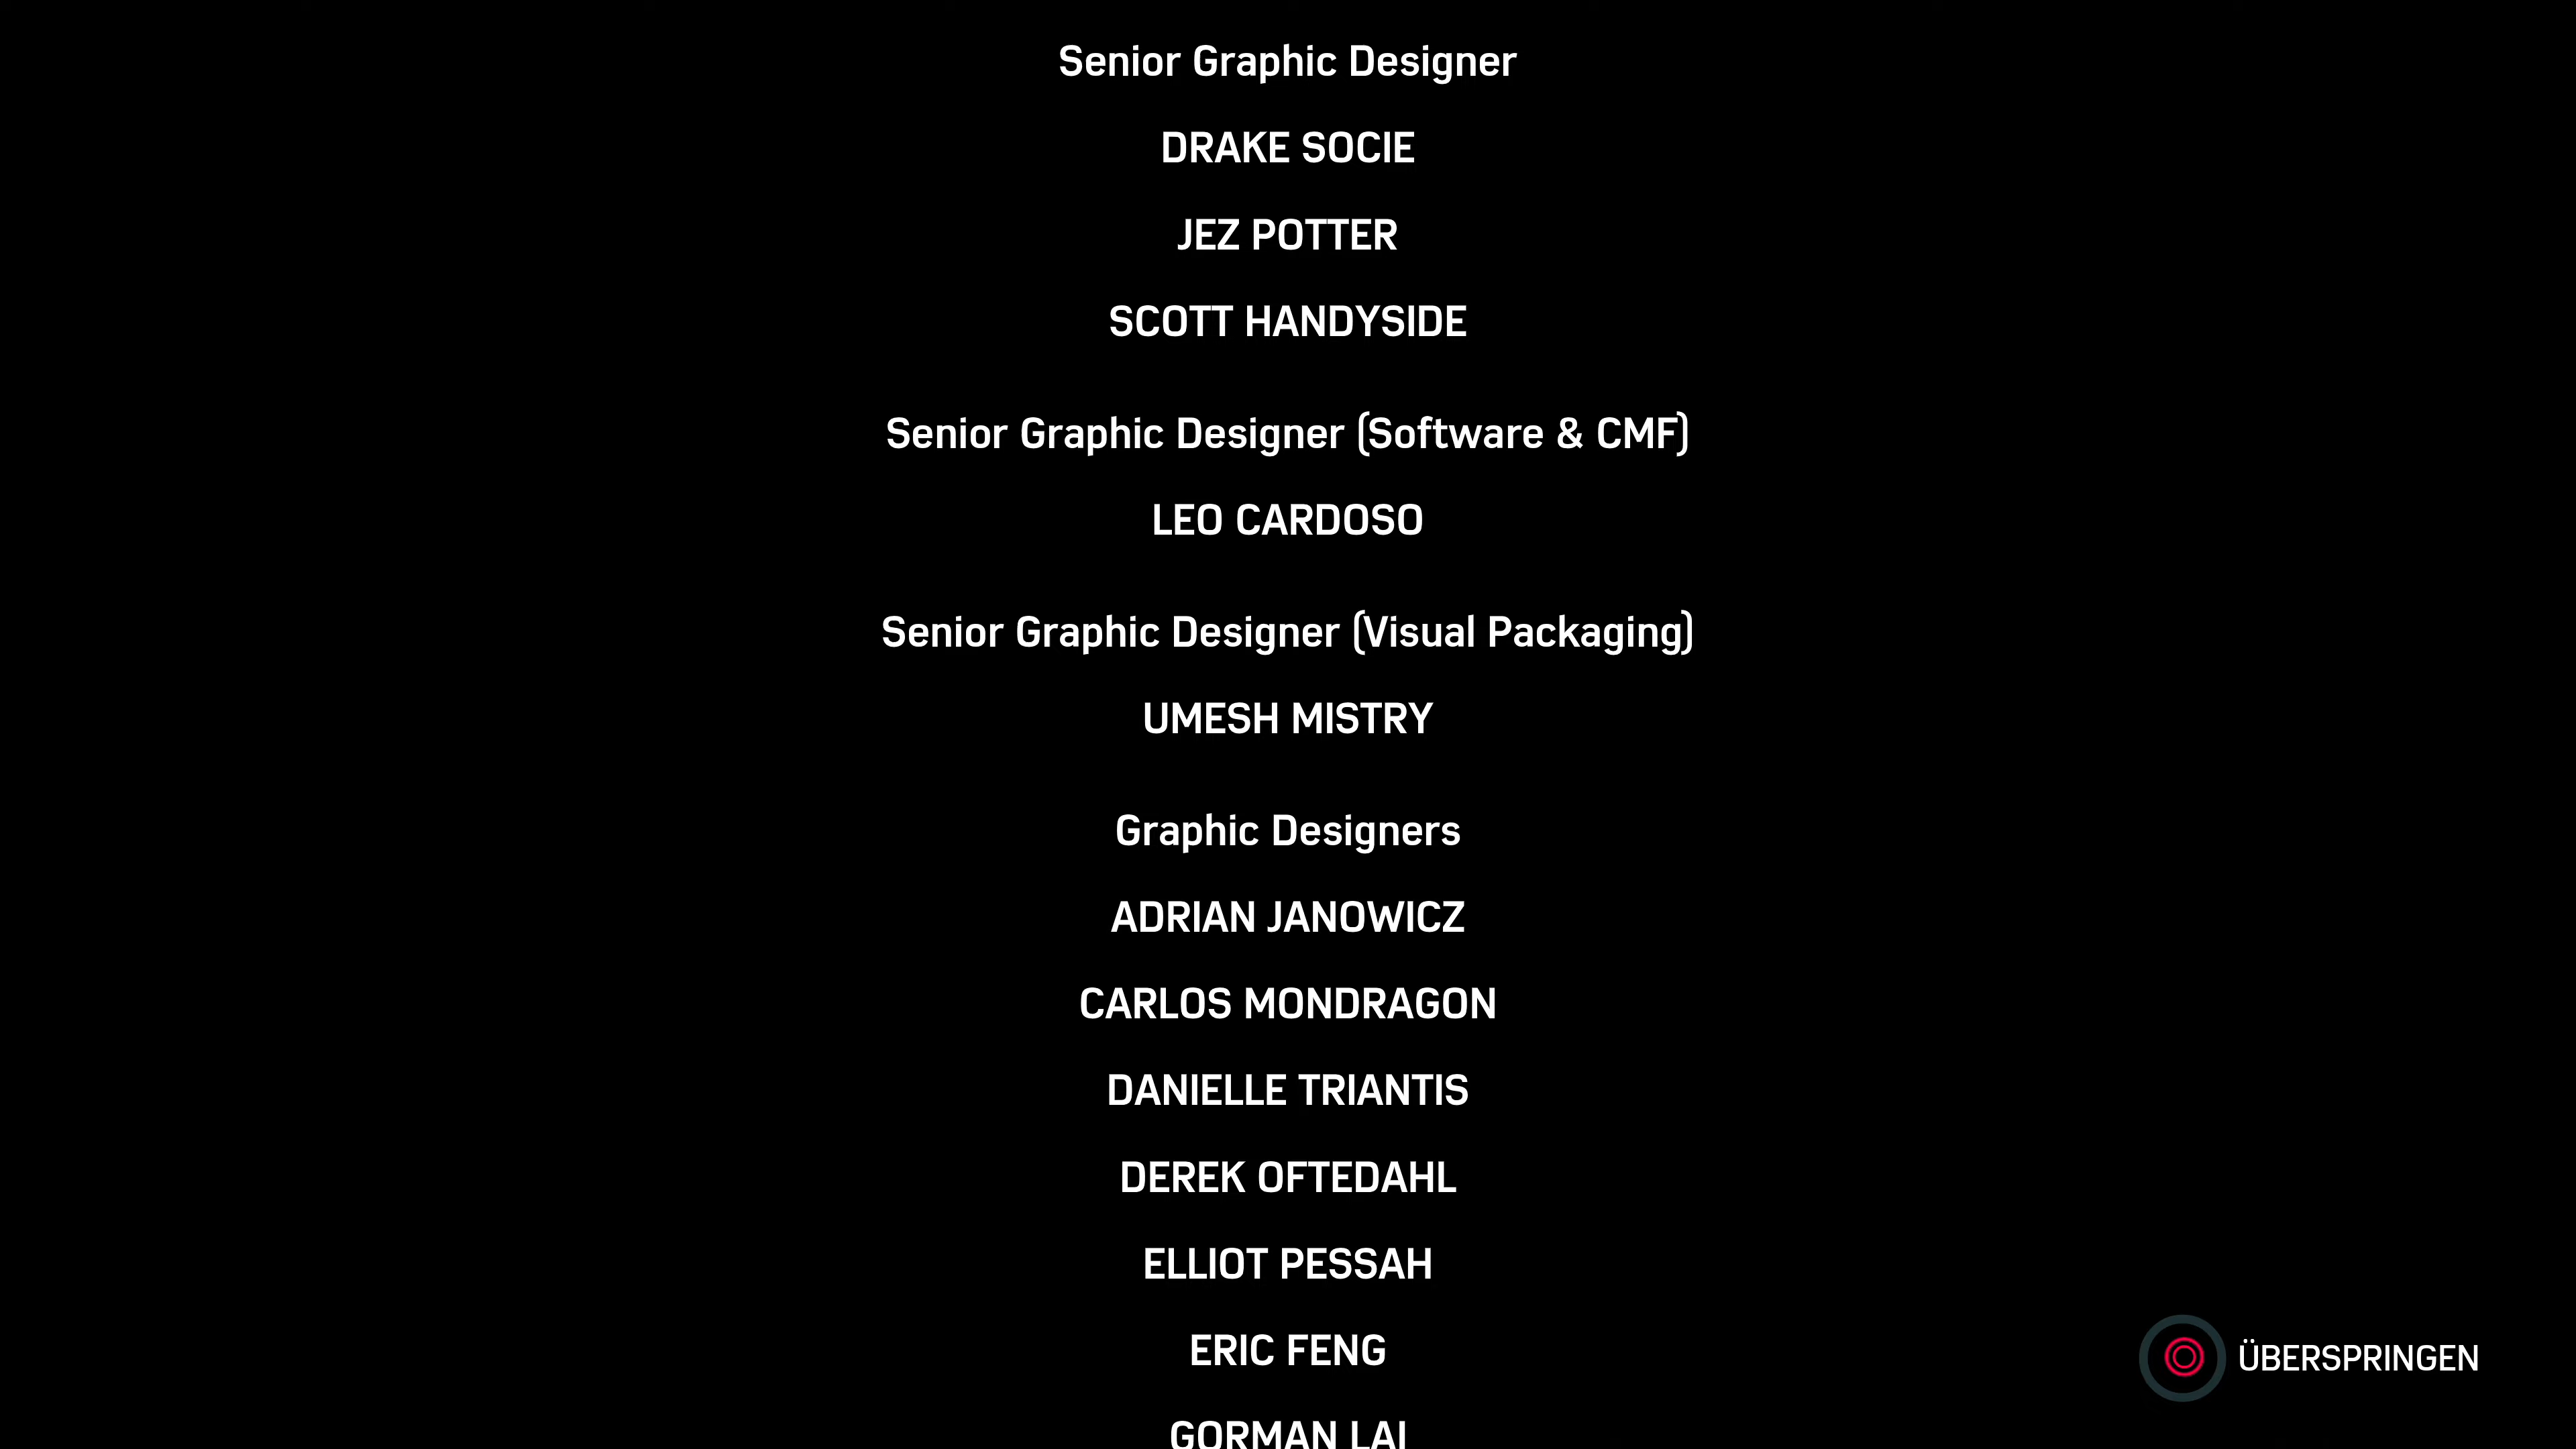 Senior Graphic Designer
DRAKE SOCIE
JEZ POTTER
SCOTT HANDYSIDE
Senior Graphic Designer (Software & CMF)
LEO CARDOSO
Senior Graphic Designer (Visual Packaging)
UMESH MISTRY
Graphic Designers
ADRIAN JANOWICZ
CARLOS MONDRAGON
DANIELLE TRIANTIS
DEREK OFTEDAHL
ELLIOT PESSAH
ERIC FENG
ÜBERSPRINGEN
GORMAN LAI